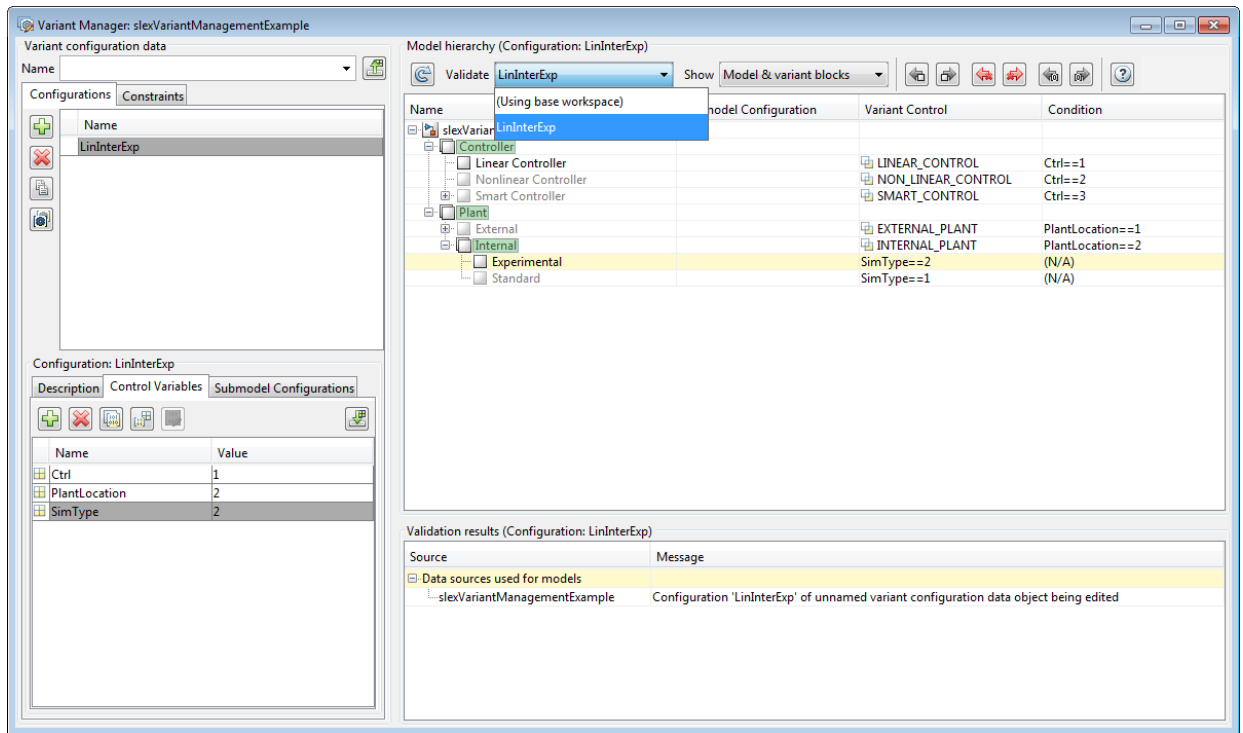 Variant Manager: slexVariantManagementExample
Variant configuration data
Name
Configurations Constraints
Name
LinInterExp
Configuration: LinInterExp
Description Control Variables Submodel Configurations
Name Value
Ctrl 1
PlantLocation 2
SimType 2
Model hierarchy (Configuration: LinInterExp)
Validate LinInterExp Show Model & variant blocks
(Using base workspace)
LinInterExp
Name Configuration Variant Control Condition
Controller
Linear Controller LINEAR_CONTROL Ctrl==1
Nonlinear Controller NON_LINEAR_CONTROL Ctrl==2
Smart Controller SMART_CONTROL Ctrl==3
Plant
External EXTERNAL_PLANT PlantLocation==1
Internal INTERNAL_PLANT PlantLocation==2
Experimental SimType==2 (N/A)
Standard SimType==1 (N/A)
Validation results (Configuration: LinInterExp)
Source Message
Data sources used for models
slexVariantManagementExample Configuration 'LinInterExp' of unnamed variant configuration data object being edited